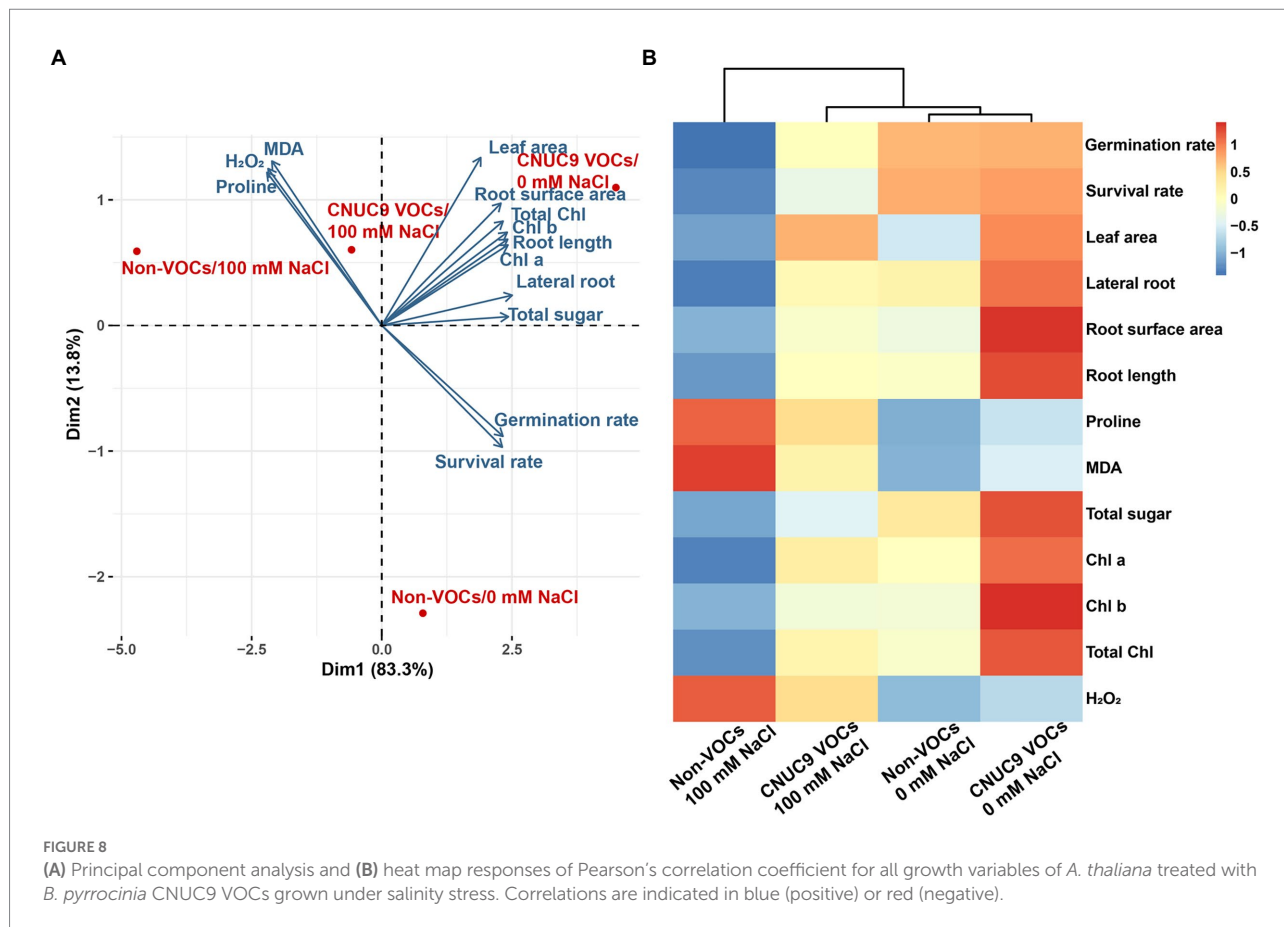 A
MDA
H₂O₂
Proline
Leaf area
CNUC9 VOCs/
0 mM NaCl
Root surface area
CNUC9 VOCs/
100 mM NaCl
Total Chl
Chl b
Root length
Chl a
Non-VOCs/100 mM NaCl
Lateral root
Total sugar
Germination rate
Survival rate
Non-VOCs/0 mM NaCl
1
0
−1
−2
Dim2 (13.8%)
−5.0
−2.5
0.0
2.5
Dim1 (83.3%)
B
Germination rate
Survival rate
Leaf area
Lateral root
Root surface area
Root length
Proline
MDA
Total sugar
Chl a
Chl b
Total Chl
H₂O₂
1
0.5
0
−0.5
−1
Non-VOCs
100 mM NaCl
CNUC9 VOCs
100 mM NaCl
Non-VOCs
0 mM NaCl
CNUC9 VOCs
0 mM NaCl
FIGURE 8
(A) Principal component analysis and (B) heat map responses of Pearson's correlation coefficient for all growth variables of A. thaliana treated with
B. pyrrocinia CNUC9 VOCs grown under salinity stress. Correlations are indicated in blue (positive) or red (negative).